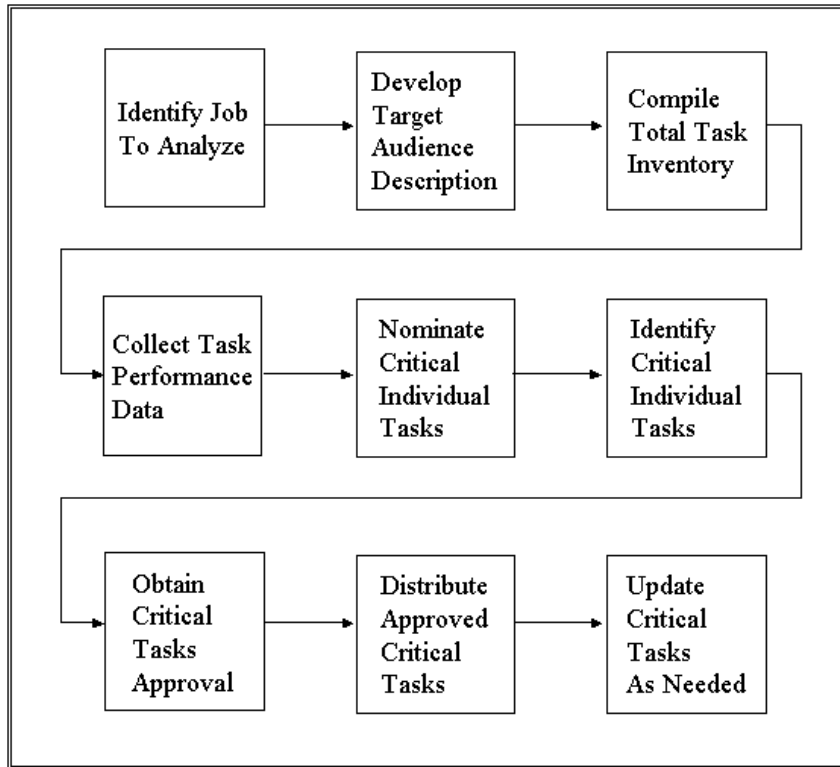 Identify Job
To Analyze
Develop
Target
Audience
Description
Compile
Total Task
Inventory
Collect Task
Performance
Data
Nominate
Critical
Individual
Tasks
Identify
Critical
Individual
Tasks
Obtain
Critical
Tasks
Approval
Distribute
Approved
Critical
Tasks
Update
Critical
Tasks
As Needed